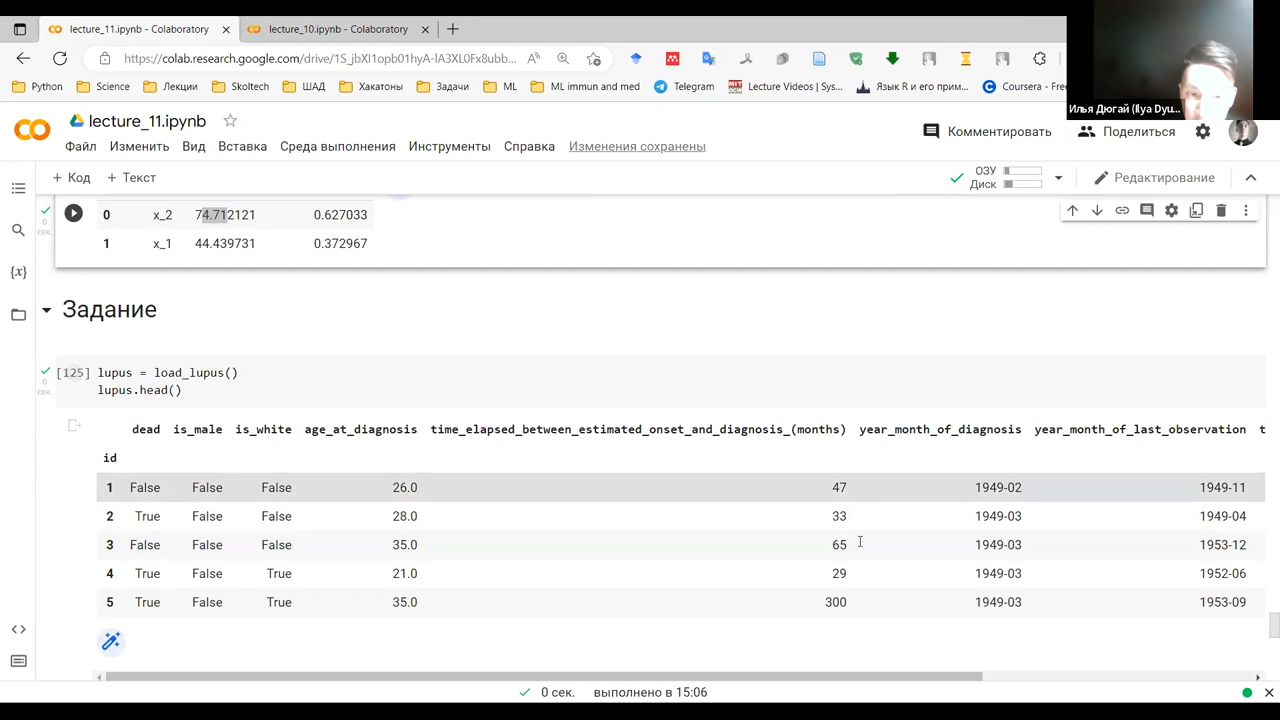 lecture_11.ipynb - Colaboratory
lecture_10.ipynb - Colaboratory
https://colab.research.google.com/drive/1S_jbXl1opb01hyA-lA3XL0Fx8ubb...
Python Science Лекции Skoltech ШАД Хакатоны Задачи ML ML immun and med Telegram Lecture Videos | Sys... Язык R и его прим... Coursera - Free
Илья Дюгай (Ilya Dyu...
lecture_11.ipynb
Комментировать Поделиться
Файл Изменить Вид Вставка Среда выполнения Инструменты Справка Изменения сохранены
+ Код + Текст
ОЗУ
Диск
Редактирование
0 x_2 74.712121 0.627033
0
сек.
1 x_1 44.439731 0.372967
Задание
[125] lupus = load_lupus()
0
сек.
lupus.head()
dead is_male is_white age_at_diagnosis time_elapsed_between_estimated_onset_and_diagnosis_(months) year_month_of_diagnosis year_month_of_last_observation t
id
1 False False False 26.0 47 1949-02 1949-11
2 True False False 28.0 33 1949-03 1949-04
3 False False False 35.0 65 1949-03 1953-12
4 True False True 21.0 29 1949-03 1952-06
5 True False True 35.0 300 1949-03 1953-09
0 сек. выполнено в 15:06